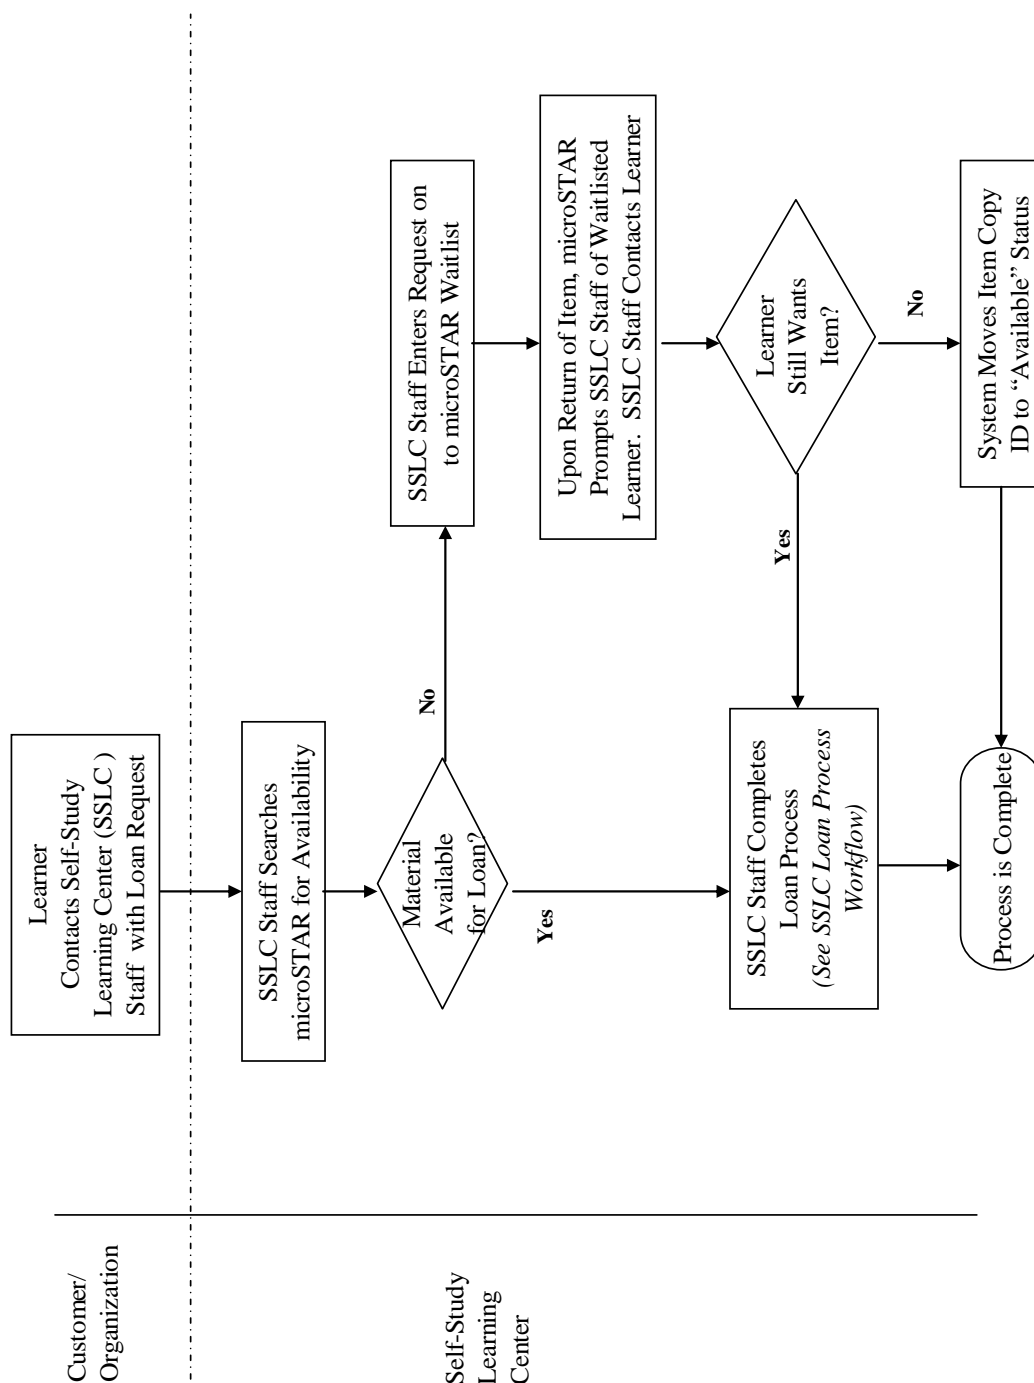 Customer/
Organization
Learner
Contacts Self-Study
Learning Center (SSLC )
Staff  with Loan Request
Self-Study
Learning
Center
SSLC Staff Searches
microSTAR for Availability
Material
Available
for Loan?
No
Yes
SSLC Staff Enters Request on
to microSTAR Waitlist
Upon Return of Item, microSTAR
Prompts SSLC Staff of Waitlisted
Learner.  SSLC Staff Contacts Learner
Learner
Still Wants
Item?
Yes
No
SSLC Staff Completes
Loan Process
(See SSLC Loan Process
Workflow)
System Moves Item Copy
ID to “Available” Status
Process is Complete